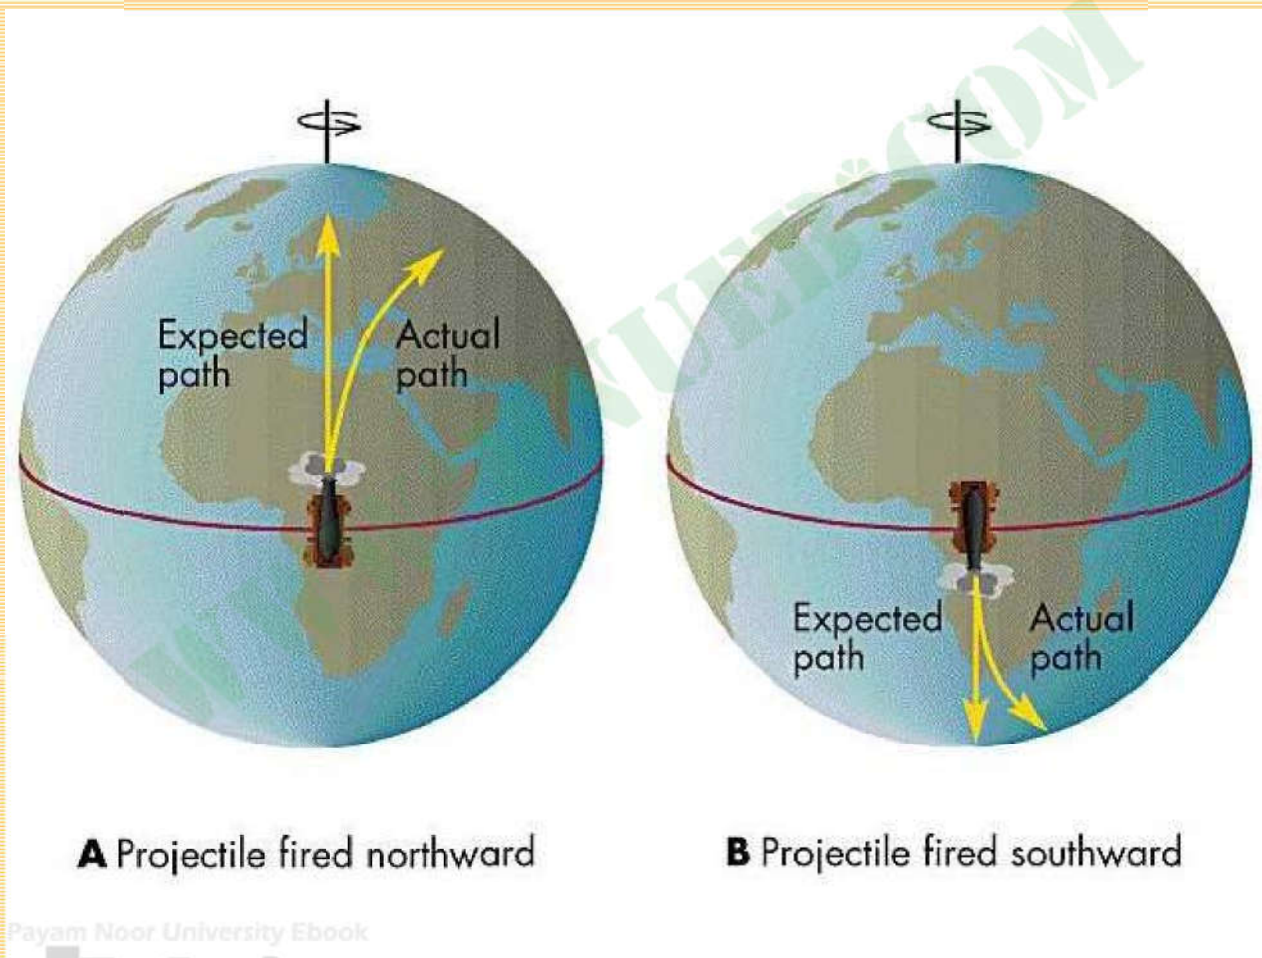 Expected
path
Actual
path
Expected
path
Actual
path
A Projectile fired northward
B Projectile fired southward
Payam Noor University Ebook